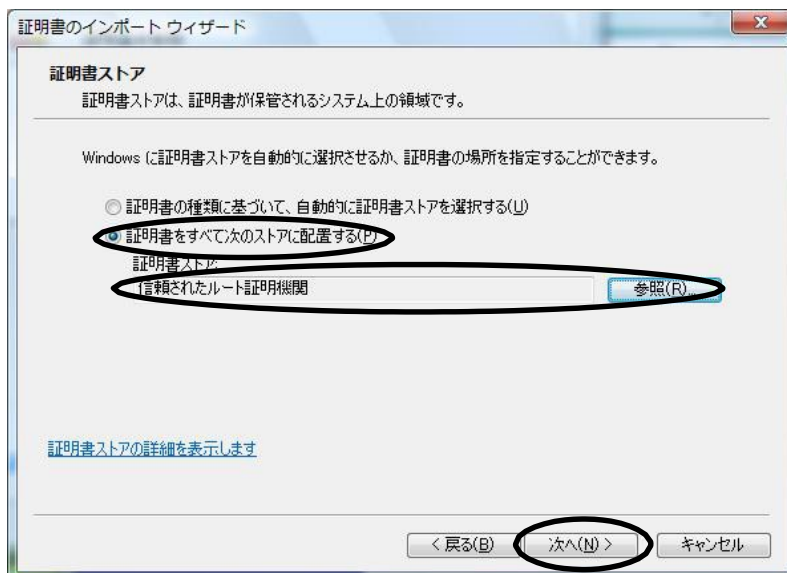 証明書のインポート ウィザード
証明書ストア
証明書ストアは、証明書が保管されるシステム上の領域です。
Windows に証明書ストアを自動的に選択させるか、証明書の場所を指定することができます。
証明書の種類に基づいて、自動的に証明書ストアを選択する(U)
証明書をすべて次のストアに配置する(P)
証明書ストア:
信頼されたルート証明機関
参照(R)...
証明書ストアの詳細を表示します
< 戻る(B)
次へ(N) >
キャンセル